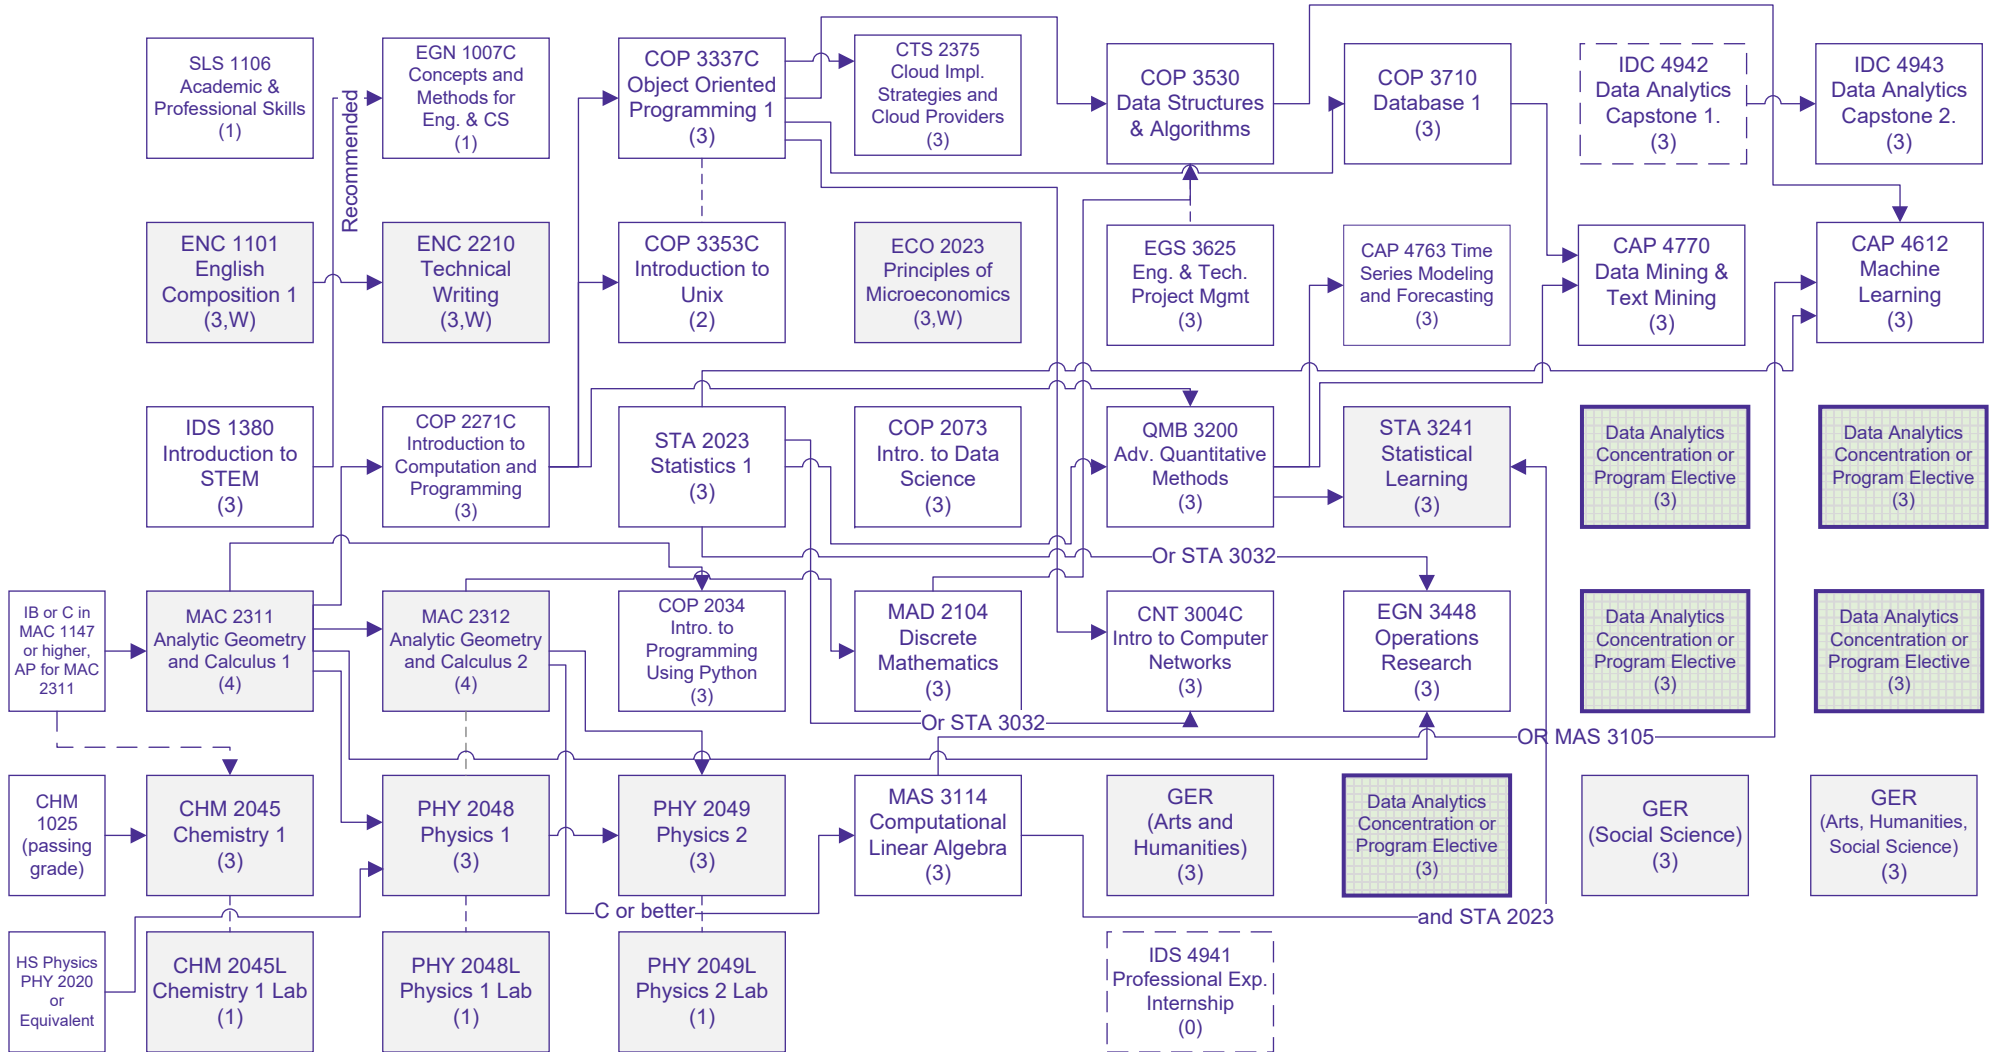 SLS 1106
Academic &
Professional Skills
(1)
Recommended
EGN 1007C
Concepts and
Methods for
Eng. & CS
(1)
COP 3337C
Object Oriented
Programming 1
(3)
CTS 2375
Cloud Impl.
Strategies and
Cloud Providers
(3)
COP 3530
Data Structures
& Algorithms
COP 3710
Database 1
(3)
IDC 4942
Data Analytics
Capstone 1.
(3)
IDC 4943
Data Analytics
Capstone 2.
(3)
ENC 1101
English
Composition 1
(3,W)
ENC 2210
Technical
Writing
(3,W)
COP 3353C
Introduction to
Unix
(2)
ECO 2023
Principles of
Microeconomics
(3,W)
EGS 3625
Eng. & Tech.
Project Mgmt
(3)
CAP 4763 Time
Series Modeling
and Forecasting
(3)
CAP 4770
Data Mining &
Text Mining
(3)
CAP 4612
Machine
Learning
(3)
IDS 1380
Introduction to
STEM
(3)
COP 2271C
Introduction to
Computation and
Programming
(3)
STA 2023
Statistics 1
(3)
COP 2073
Intro. to Data
Science
(3)
QMB 3200
Adv. Quantitative
Methods
(3)
STA 3241
Statistical
Learning
(3)
Data Analytics
Concentration or
Program Elective
(3)
Data Analytics
Concentration or
Program Elective
(3)
Or STA 3032
IB or C in
MAC 1147
or higher,
AP for MAC
2311
MAC 2311
Analytic Geometry
and Calculus 1
(4)
MAC 2312
Analytic Geometry
and Calculus 2
(4)
COP 2034
Intro. to
Programming
Using Python
(3)
MAD 2104
Discrete
Mathematics
(3)
CNT 3004C
Intro to Computer
Networks
(3)
EGN 3448
Operations
Research
(3)
Data Analytics
Concentration or
Program Elective
(3)
Data Analytics
Concentration or
Program Elective
(3)
Or STA 3032
OR MAS 3105
CHM
1025
(passing
grade)
CHM 2045
Chemistry 1
(3)
PHY 2048
Physics 1
(3)
PHY 2049
Physics 2
(3)
MAS 3114
Computational
Linear Algebra
(3)
GER
(Arts and
Humanities)
(3)
Data Analytics
Concentration or
Program Elective
(3)
GER
(Social Science)
(3)
GER
(Arts, Humanities,
Social Science)
(3)
C or better
and STA 2023
HS Physics
PHY 2020
or
Equivalent
CHM 2045L
Chemistry 1 Lab
(1)
PHY 2048L
Physics 1 Lab
(1)
PHY 2049L
Physics 2 Lab
(1)
IDS 4941
Professional Exp.
Internship
(0)